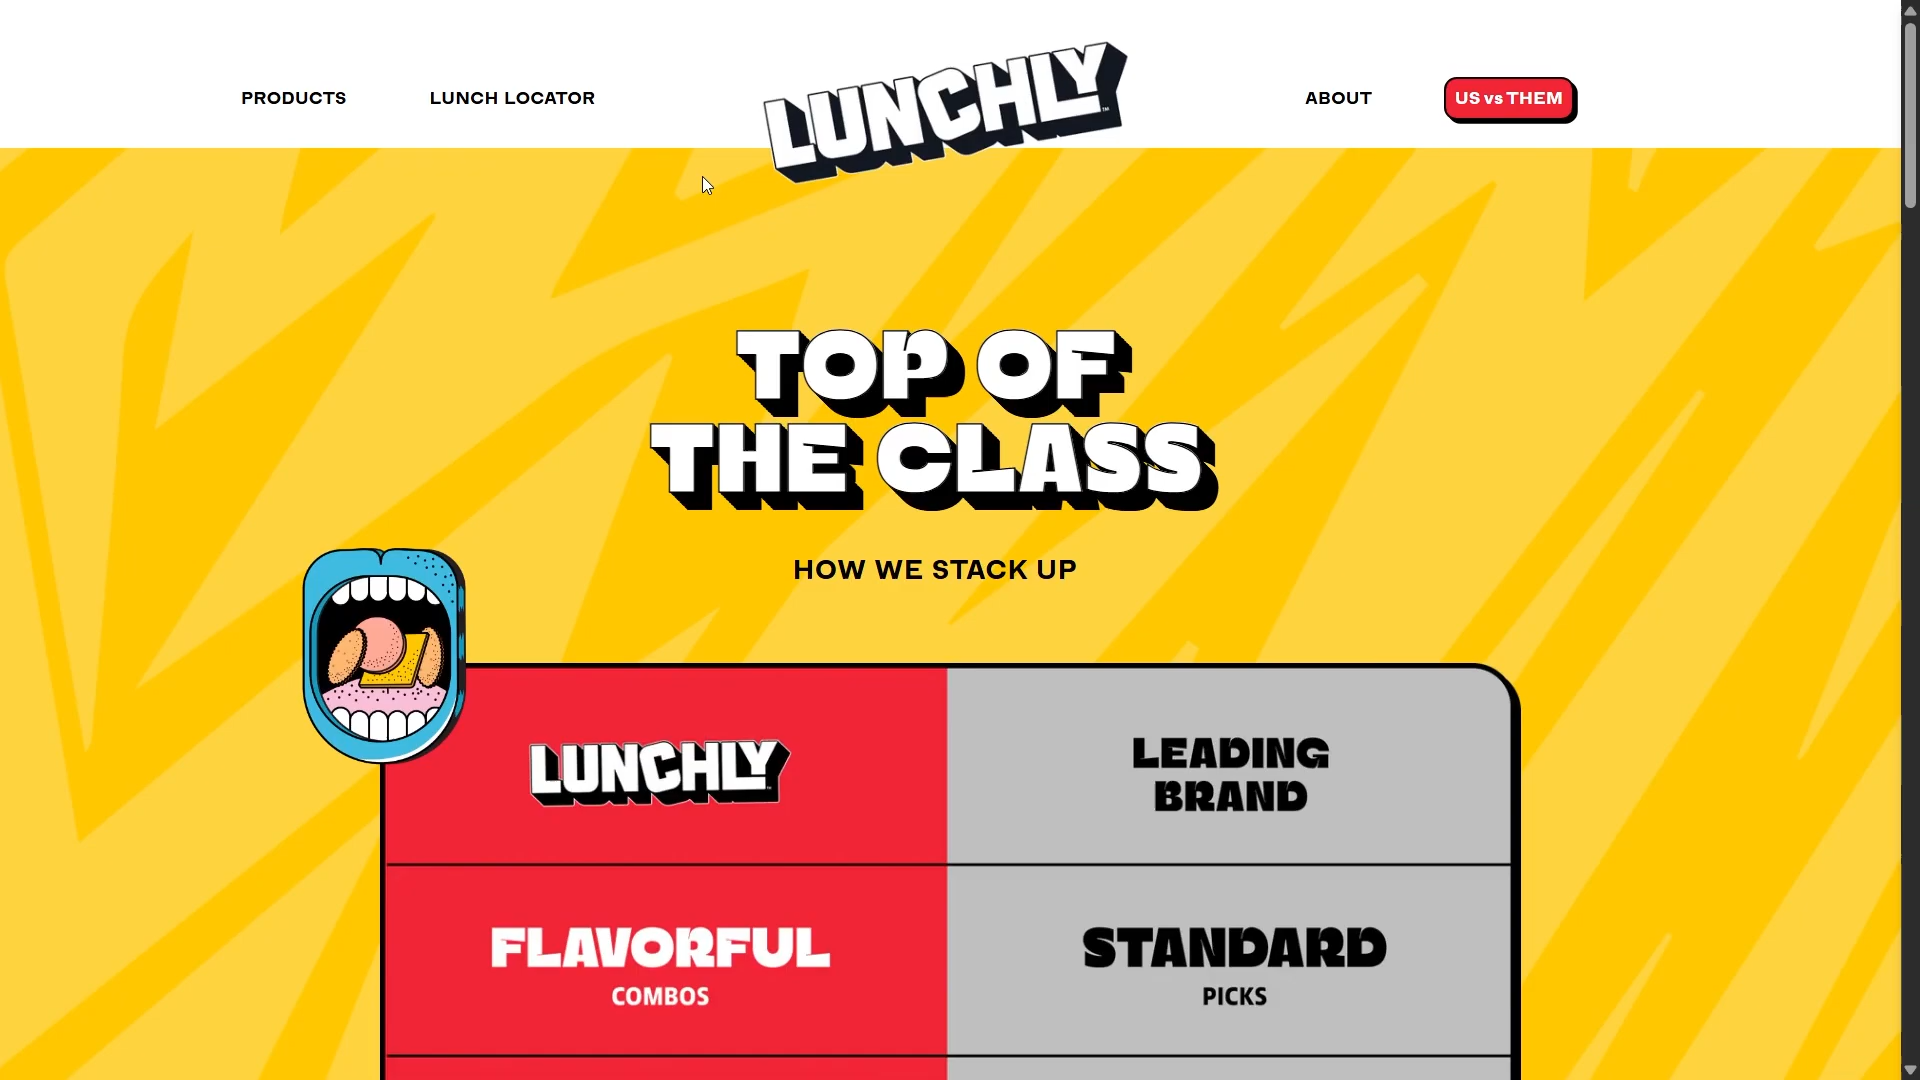 PRODUCTS
LUNCH LOCATOR
LUNCHLY™
ABOUT
US vs THEM
TOP OF
THE CLASS
HOW WE STACK UP
LUNCHLY
LEADING
BRAND
FLAVORFUL
COMBOS
STANDARD
PICKS